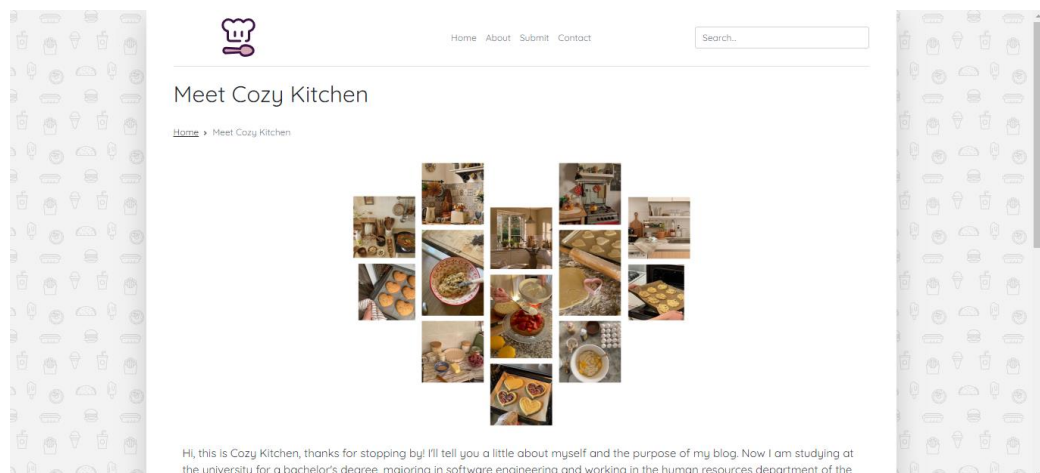 Home About Submit Contact
Search...
Meet Cozy Kitchen
Home › Meet Cozy Kitchen
Hi, this is Cozy Kitchen, thanks for stopping by! I'll tell you a little about myself and the purpose of my blog. Now I am studying at
the university for a bachelor's degree, majoring in software engineering and working in the human resources department of the